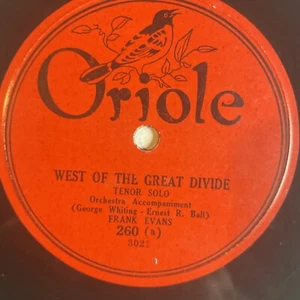 Oriole
WEST OF THE GREAT DIVIDE
TENOR SOLO
Orchestra Accompaniment
(George Whiting - Ernest R. Ball)
FRANK EVANS
260 (a)
3021